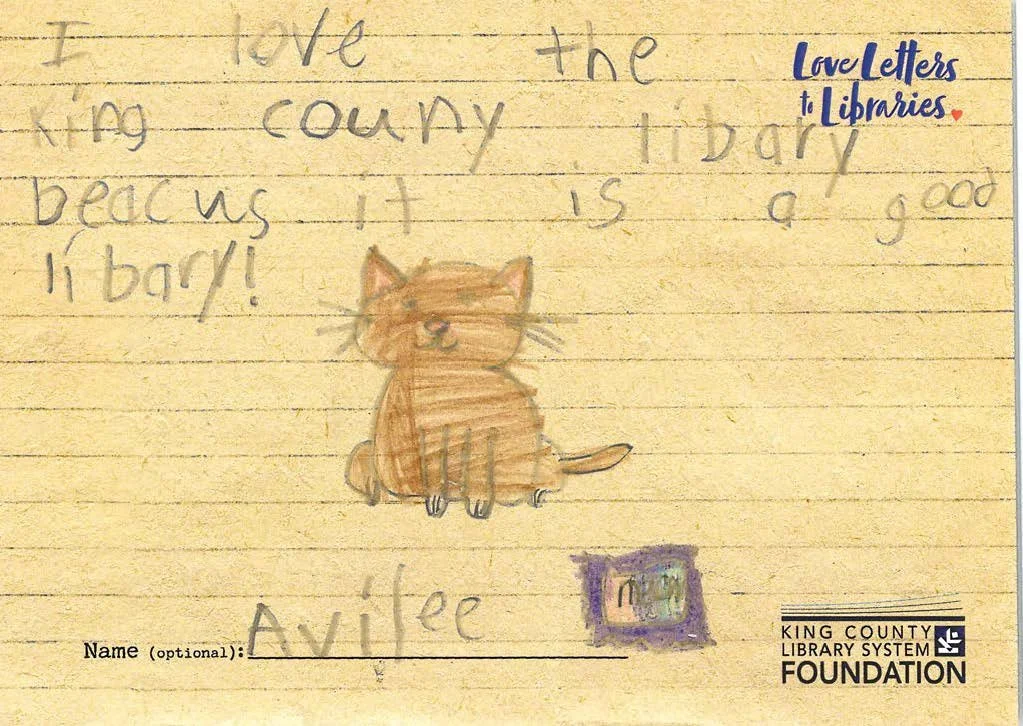 I love the
Love Letters
to Libraries
King couny libary
beacus it is a good
libary!
meow
Avilee
Name (optional):
KING COUNTY
LIBRARY SYSTEM
FOUNDATION